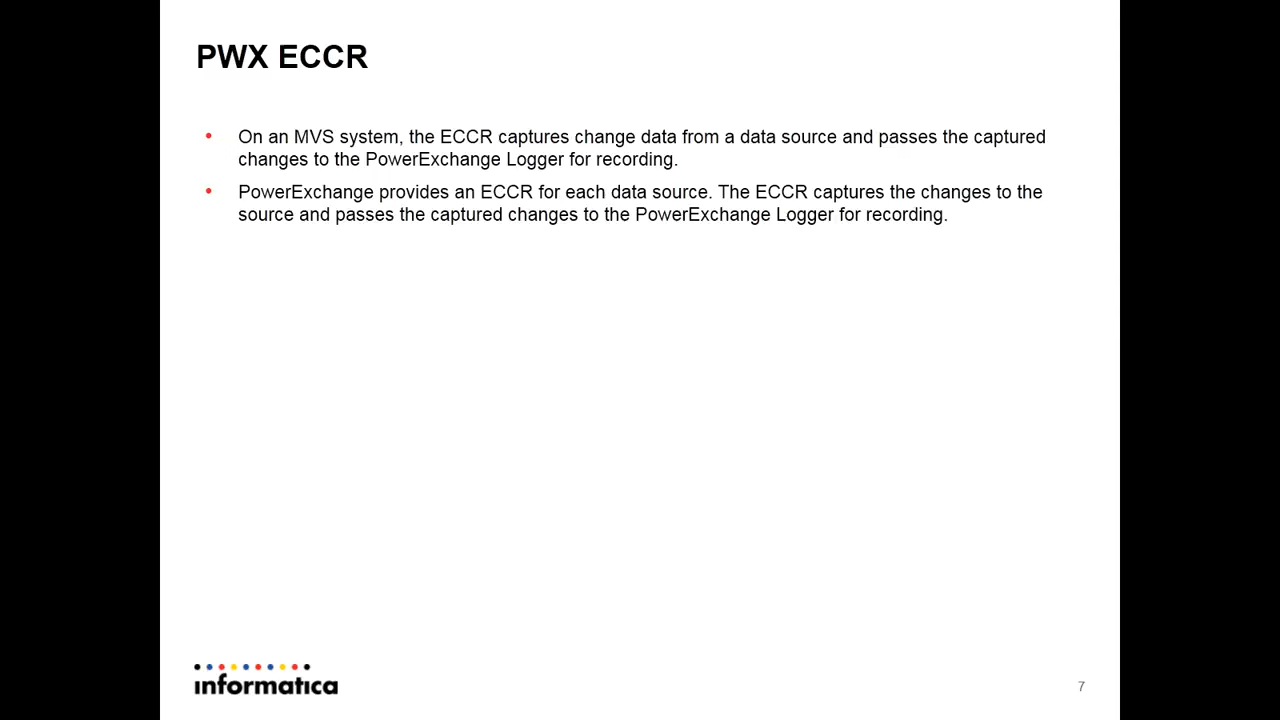 PWX ECCR
• On an MVS system, the ECCR captures change data from a data source and passes the captured
changes to the PowerExchange Logger for recording.
• PowerExchange provides an ECCR for each data source. The ECCR captures the changes to the
source and passes the captured changes to the PowerExchange Logger for recording.
informatica
7